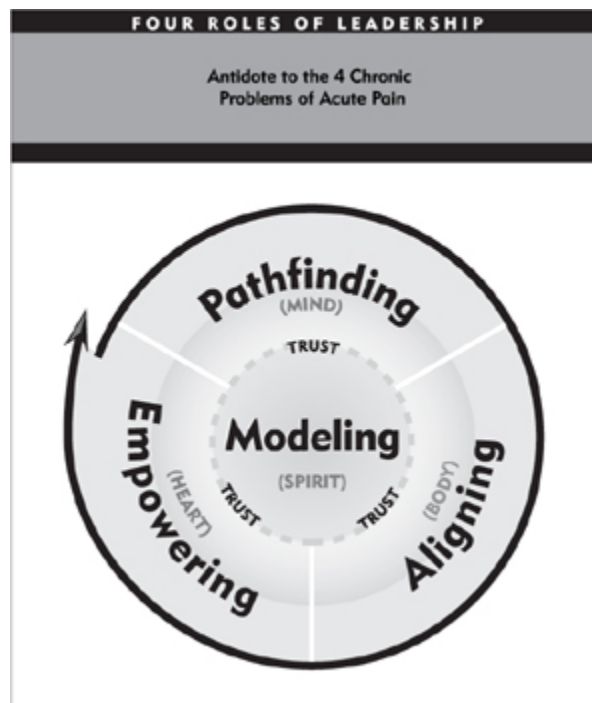 FOUR ROLES OF LEADERSHIP
Antidote to the 4 Chronic
Problems of Acute Pain
Pathfinding
(MIND)
TRUST
Modeling
(SPIRIT)
Empowering
(HEART)
TRUST
TRUST
(BODY)
Aligning